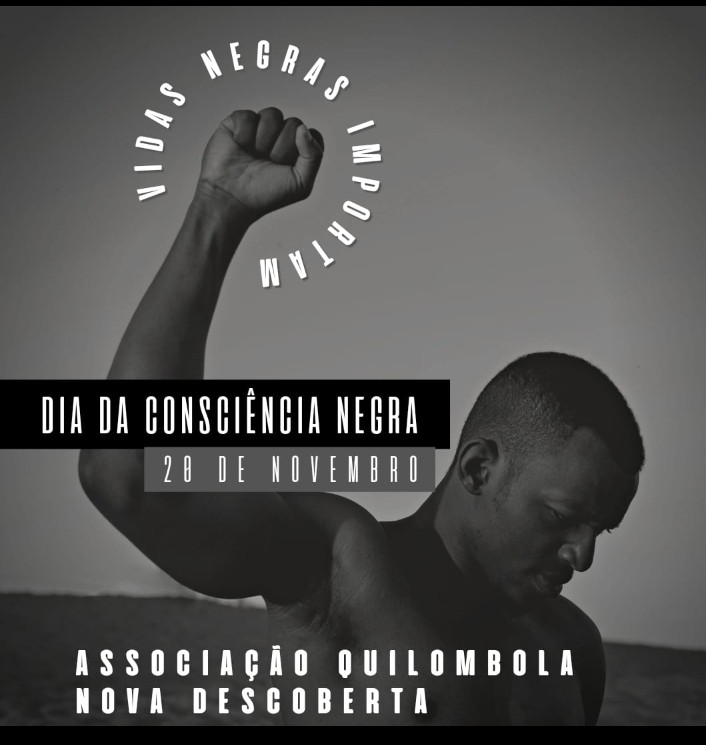 VIDAS NEGRAS IMPORTAM
DIA DA CONSCIÊNCIA NEGRA
20 DE NOVEMBRO
ASSOCIAÇÃO QUILOMBOLA
NOVA DESCOBERTA